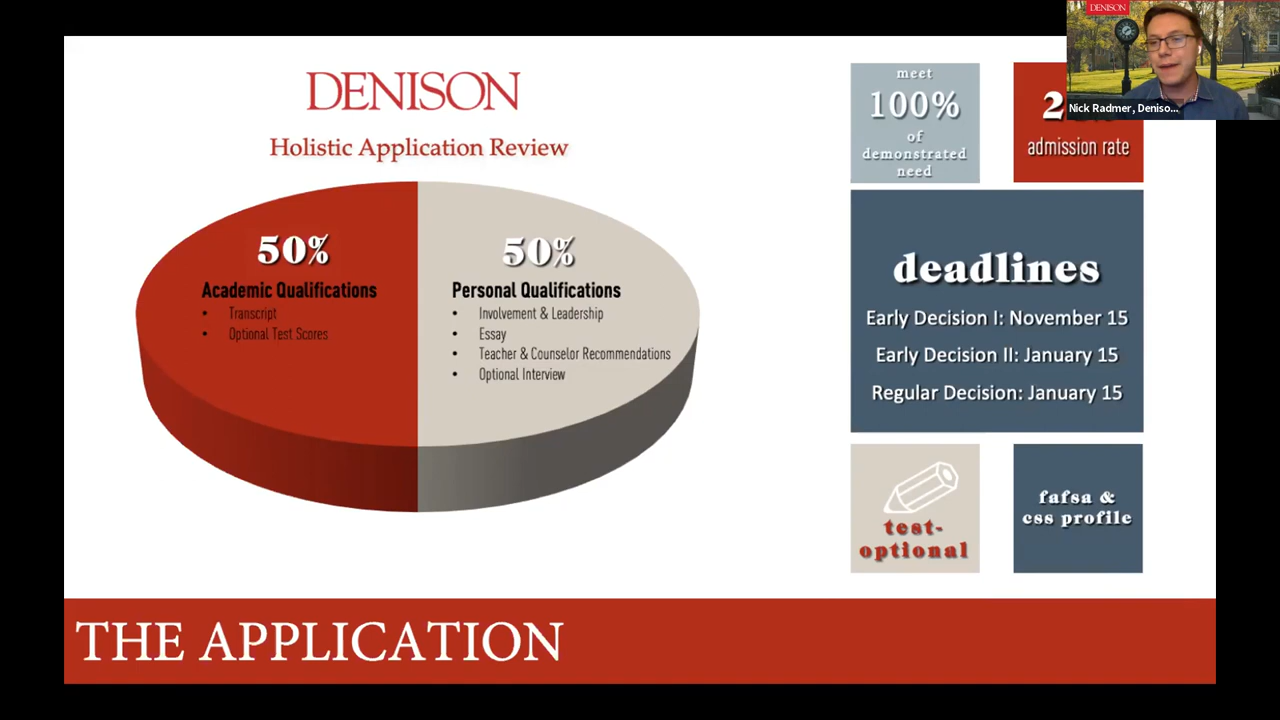 DENISON
Holistic Application Review
50%
Academic Qualifications
• Transcript
• Optional Test Scores
50%
Personal Qualifications
• Involvement & Leadership
• Essay
• Teacher & Counselor Recommendations
• Optional Interview
meet
100%
of
demonstrated
need
admission rate
deadlines
Early Decision I: November 15
Early Decision II: January 15
Regular Decision: January 15
test-
optional
fafsa &
css profile
THE APPLICATION
DENISON
Nick Radmer, Deniso...